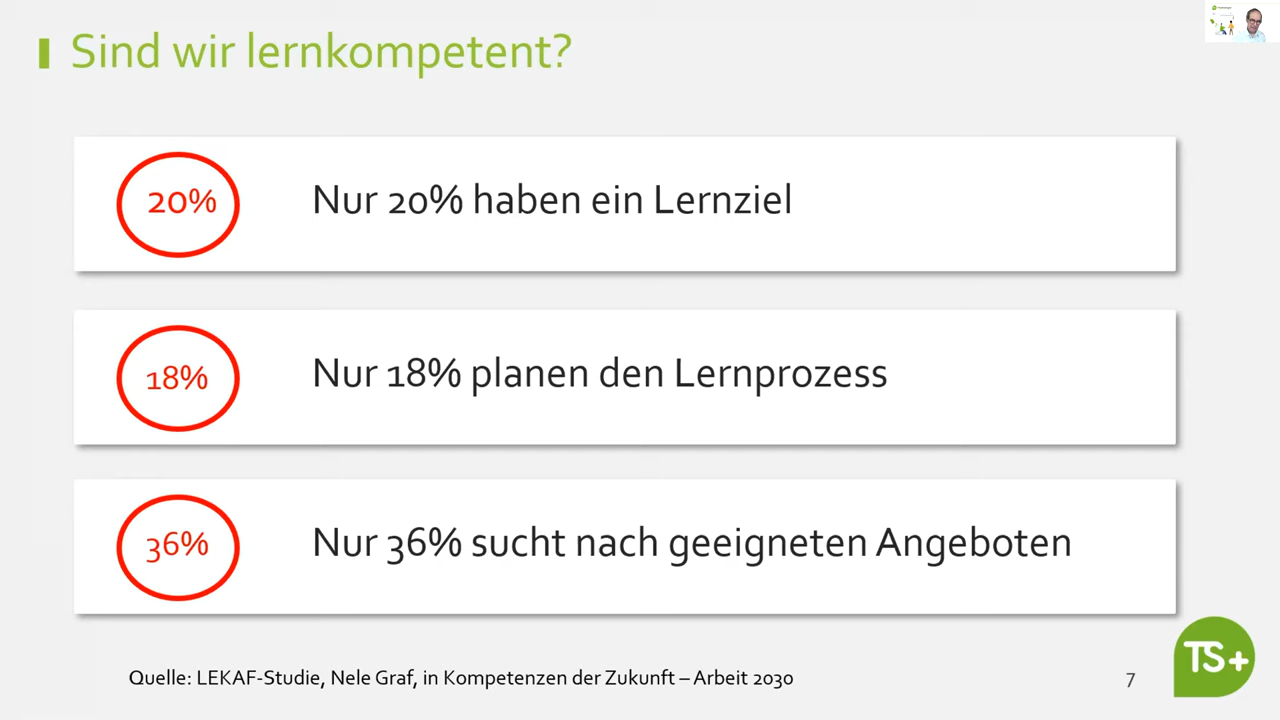 Sind wir lernkompetent?
20%
Nur 20% haben ein Lernziel
18%
Nur 18% planen den Lernprozess
36%
Nur 36% sucht nach geeigneten Angeboten
Quelle: LEKAF-Studie, Nele Graf, in Kompetenzen der Zukunft – Arbeit 2030
7
TS+